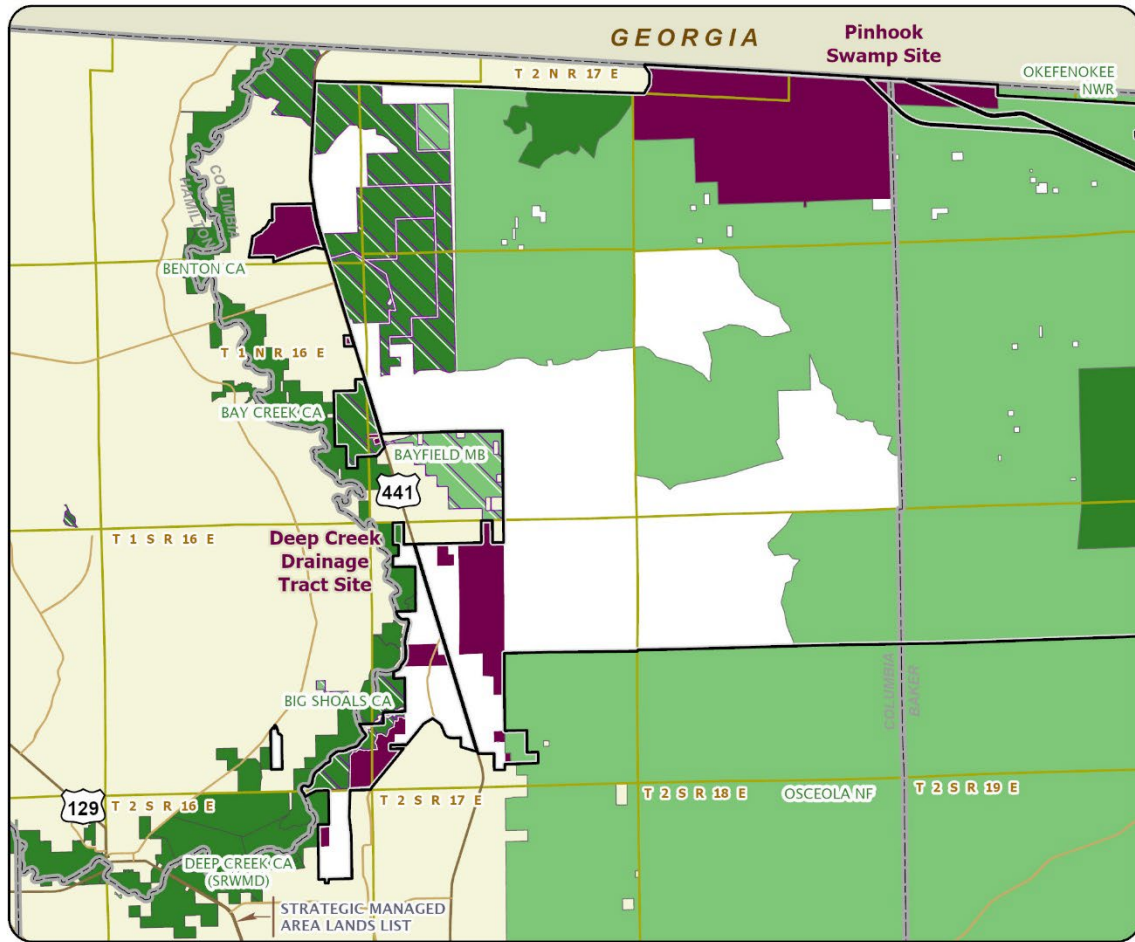 GEORGIA
Pinhook
Swamp Site
T 2 N R 17 E
OKEFENOKEE
NWR
COLUMBIA
HAMILTON
BENTON CA
T 1 N R 16 E
BAY CREEK CA
BAYFIELD MB
441
T 1 S R 16 E
Deep Creek
Drainage
Tract Site
BIG SHOALS CA
COLUMBIA
BAKER
129
T 2 S R 16 E
T 2 S R 17 E
T 2 S R 18 E
OSCEOLA NF
T 2 S R 19 E
DEEP CREEK CA
(SRWMD)
STRATEGIC MANAGED
AREA LANDS LIST